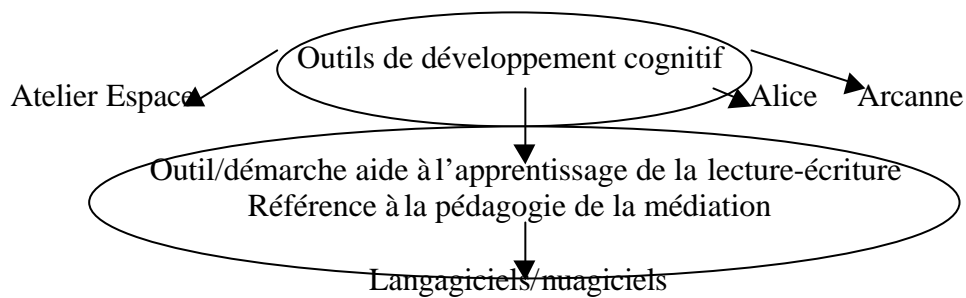 Outils de développement cognitif
Atelier Espace Alice Arcanne
Outil/démarche aide à l'apprentissage de la lecture-écriture
Référence à la pédagogie de la médiation
Langagiciels/nuagiciels